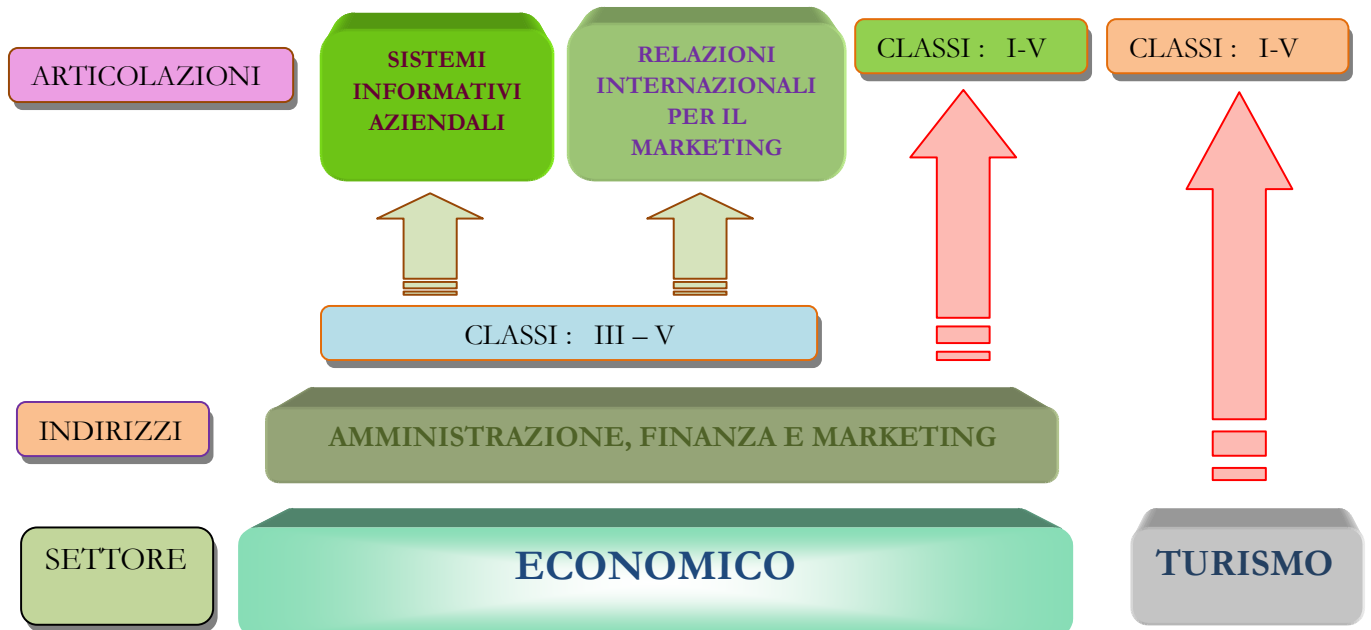 ARTICOLAZIONI
SISTEMI
INFORMATIVI
AZIENDALI
RELAZIONI
INTERNAZIONALI
PER IL
MARKETING
CLASSI : I-V
CLASSI : I-V
CLASSI : III – V
INDIRIZZI
AMMINISTRAZIONE, FINANZA E MARKETING
SETTORE
ECONOMICO
TURISMO